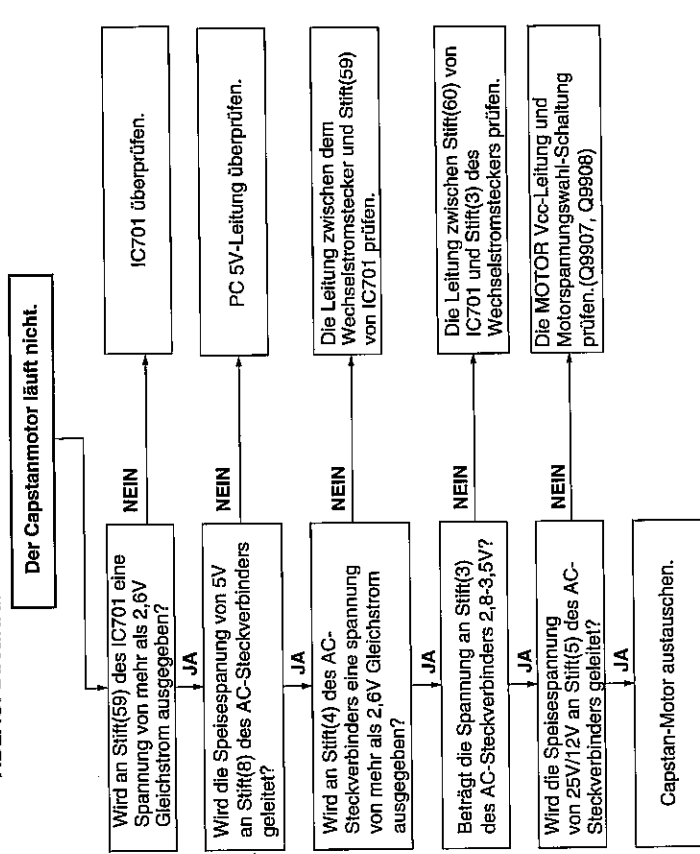 Der Capstanmotor läuft nicht.
Wird an Stift(59) des IC701 eine
Spannung von mehr als 2,6V
Gleichstrom ausgegeben?
NEIN
IC701 überprüfen.
JA
Wird die Speisespanung von 5V
an Stift(8) des AC-Steckverbinders
geleitet?
NEIN
PC 5V-Leitung überprüfen.
JA
Wird an Stift(4) des AC-
Steckverbinders eine spannung
von mehr als 2,6V Gleichstrom
ausgegeben?
NEIN
Die Leitung zwischen dem
Wechselstromstecker und Stift(59)
von IC701 prüfen.
JA
Beträgt die Spannung an Stift(3)
des AC-Steckverbinders 2,8-3,5V?
NEIN
Die Leitung zwischen Stift(60) von
IC701 und Stift(3) des
Wechselstromsteckers prüfen.
JA
Wird die Speisespanung
von 25V/12V an Stift(5) des AC-
Steckverbinders geleitet?
NEIN
Die MOTOR Vcc-Leitung und
Motorspannungswahl-Schaltung
prüfen.(Q9907, Q9908)
JA
Capstan-Motor austauschen.